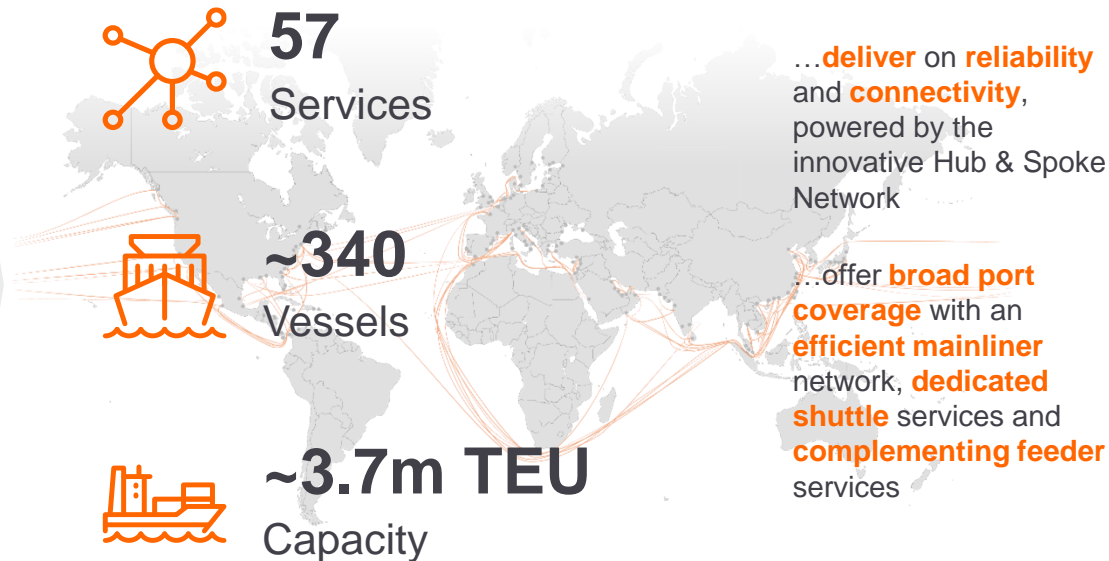 57
Services
~340
Vessels
~3.7m TEU
Capacity
…deliver on reliability
and connectivity,
powered by the
innovative Hub & Spoke
Network
…offer broad port
coverage with an
efficient mainliner
network, dedicated
shuttle services and
complementing feeder
services